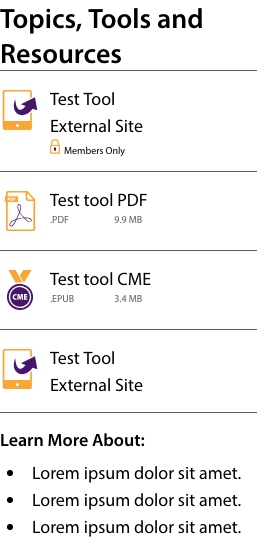 Topics, Tools and
Resources
Test Tool
External Site
Members Only
PDF
Test tool PDF
.PDF 9.9 MB
Test tool CME
CME
.EPUB 3.4 MB
Test Tool
External Site
Learn More About:
• Lorem ipsum dolor sit amet.
• Lorem ipsum dolor sit amet.
• Lorem ipsum dolor sit amet.